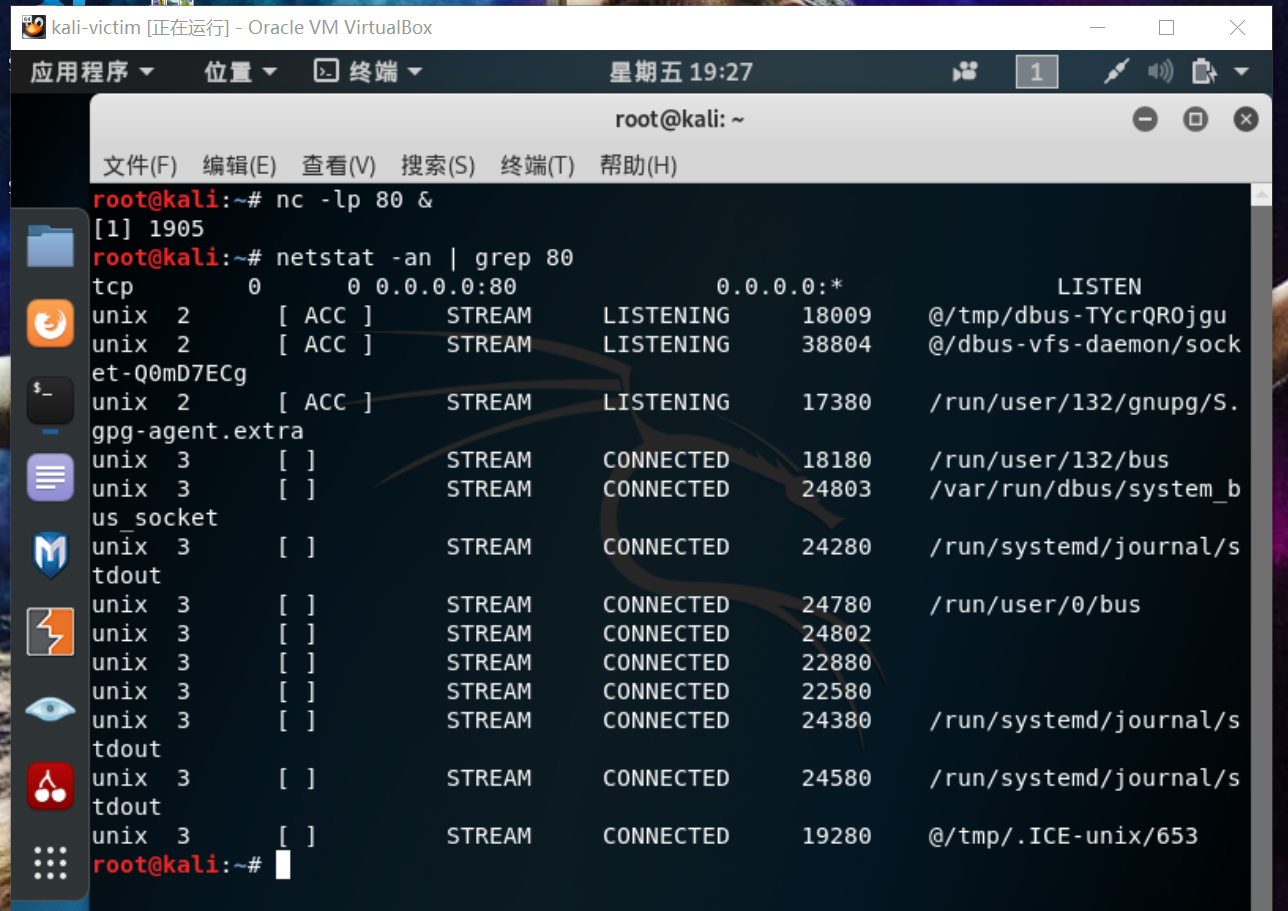 kali-victim [正在运行] - Oracle VM VirtualBox
应用程序 位置 终端 星期五 19:27 1
root@kali: ~
文件(F) 编辑(E) 查看(V) 搜索(S) 终端(T) 帮助(H)
root@kali:~# nc -lp 80 &
[1] 1905
root@kali:~# netstat -an | grep 80
tcp        0      0 0.0.0.0:80              0.0.0.0:*               LISTEN
unix  2      [ ACC ]     STREAM     LISTENING     18009    @/tmp/dbus-TYcrQROjgu
unix  2      [ ACC ]     STREAM     LISTENING     38804    @/dbus-vfs-daemon/sock
et-Q0mD7ECg
unix  2      [ ACC ]     STREAM     LISTENING     17380    /run/user/132/gnupg/S.
gpg-agent.extra
unix  3      [ ]         STREAM     CONNECTED     18180    /run/user/132/bus
unix  3      [ ]         STREAM     CONNECTED     24803    /var/run/dbus/system_b
us_socket
unix  3      [ ]         STREAM     CONNECTED     24280    /run/systemd/journal/s
tdout
unix  3      [ ]         STREAM     CONNECTED     24780    /run/user/0/bus
unix  3      [ ]         STREAM     CONNECTED     24802
unix  3      [ ]         STREAM     CONNECTED     22880
unix  3      [ ]         STREAM     CONNECTED     22580
unix  3      [ ]         STREAM     CONNECTED     24380    /run/systemd/journal/s
tdout
unix  3      [ ]         STREAM     CONNECTED     24580    /run/systemd/journal/s
tdout
unix  3      [ ]         STREAM     CONNECTED     19280    @/tmp/.ICE-unix/653
root@kali:~#